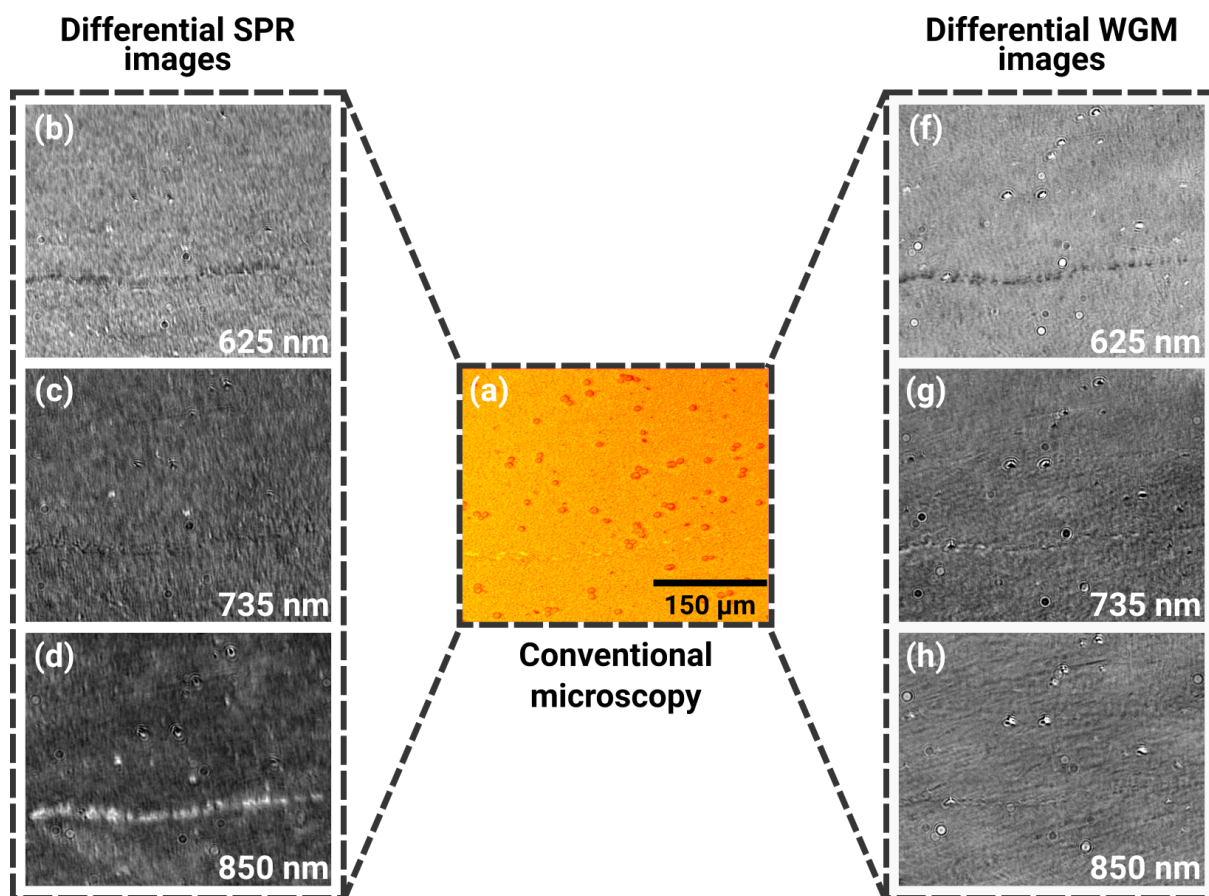 Differential SPR
images
(b)
625 nm
(c)
735 nm
(d)
850 nm
(a)
150 µm
Conventional
microscopy
Differential WGM
images
(f)
625 nm
(g)
735 nm
(h)
850 nm